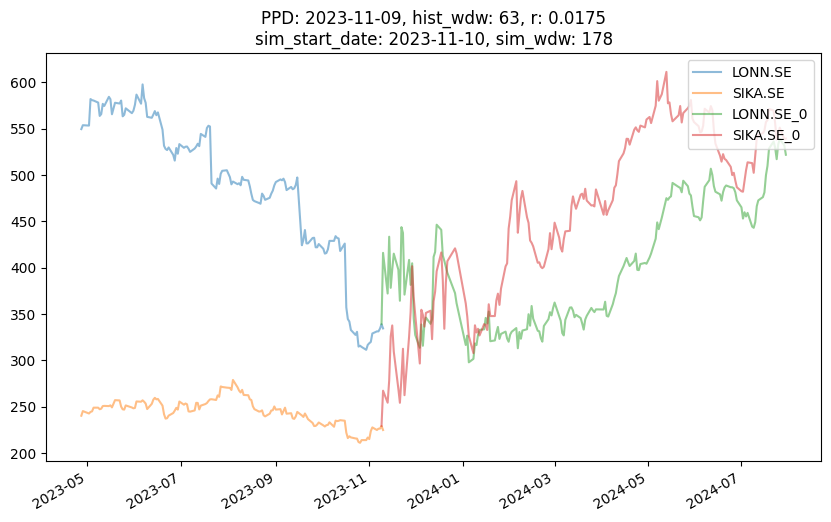 PPD: 2023-11-09, hist_wdw: 63, r: 0.0175
sim_start_date: 2023-11-10, sim_wdw: 178
LONN.SE
SIKA.SE
LONN.SE_0
SIKA.SE_0
600
550
500
450
400
350
300
250
200
2023-05
2023-07
2023-09
2023-11
2024-01
2024-03
2024-05
2024-07